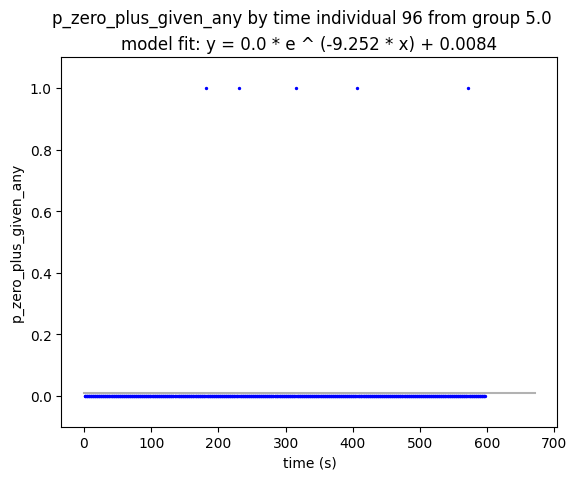 p_zero_plus_given_any by time individual 96 from group 5.0
model fit: y = 0.0 * e ^ (-9.252 * x) + 0.0084
1.0
0.8
0.6
0.4
0.2
0.0
p_zero_plus_given_any
0 100 200 300 400 500 600 700
time (s)